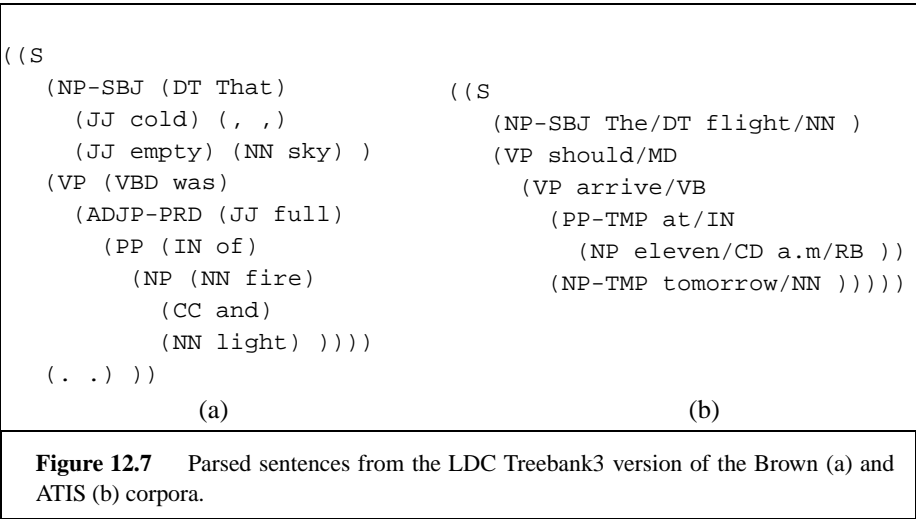 ((S
(NP-SBJ (DT That)
(JJ cold) (, ,)
(JJ empty) (NN sky) )
(VP (VBD was)
(ADJP-PRD (JJ full)
(PP (IN of)
(NP (NN fire)
(CC and)
(NN light) ))))
(. .) ))
(a)
((S
(NP-SBJ The/DT flight/NN )
(VP should/MD
(VP arrive/VB
(PP-TMP at/IN
(NP eleven/CD a.m/RB ))
(NP-TMP tomorrow/NN )))))
(b)
Figure 12.7 Parsed sentences from the LDC Treebank3 version of the Brown (a) and
ATIS (b) corpora.